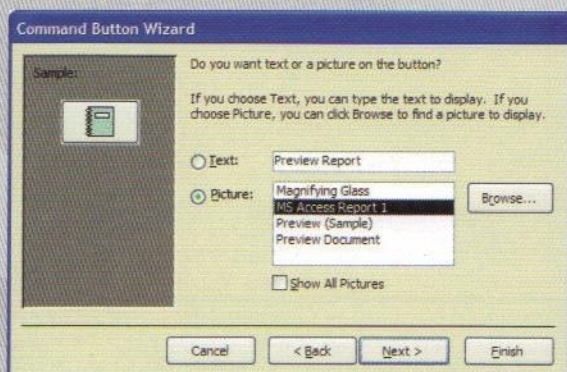 Command Button Wizard
Sample:
Do you want text or a picture on the button?
If you choose Text, you can type the text to display. If you
choose Picture, you can click Browse to find a picture to display.
Text:
Preview Report
Picture:
Magnifying Glass
MS Access Report 1
Preview (Sample)
Preview Document
Browse...
Show All Pictures
Cancel
< Back
Next >
Finish